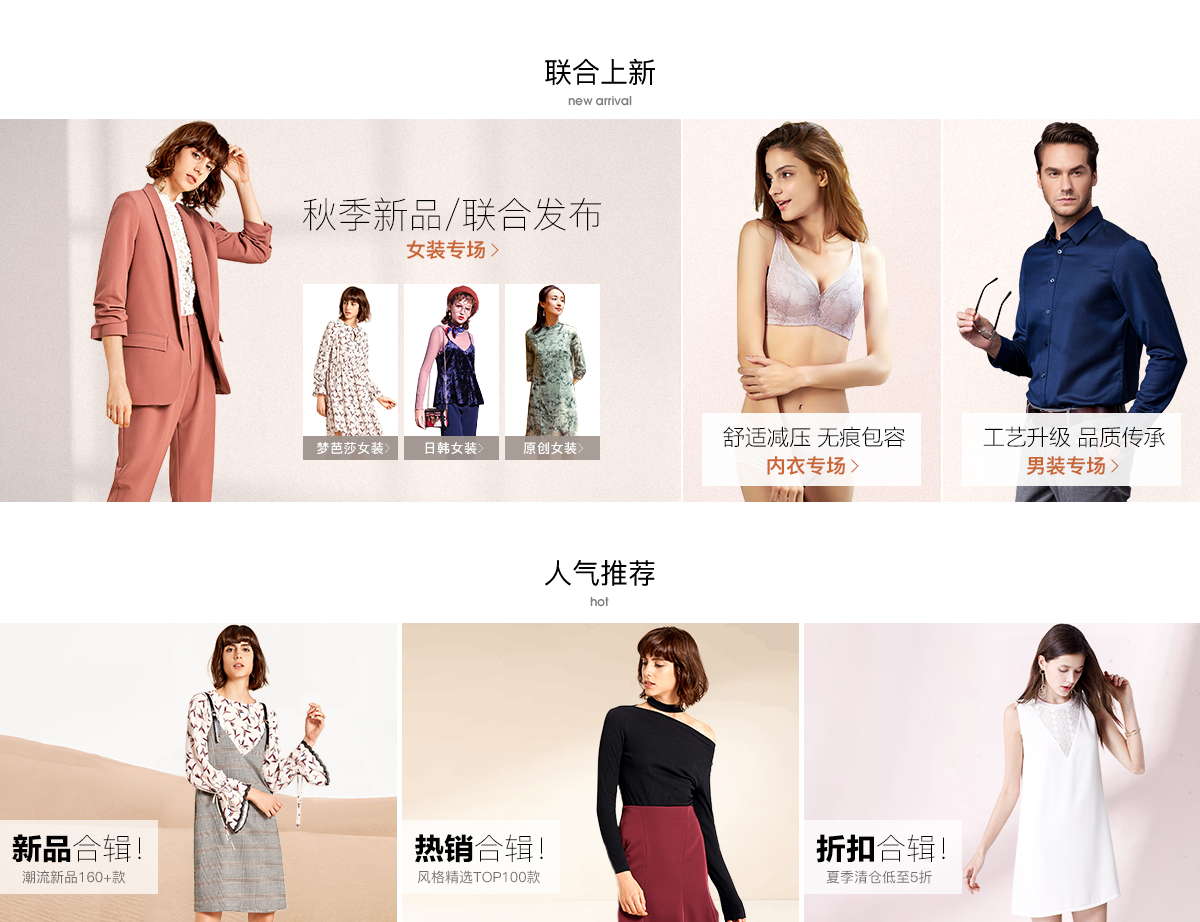 联合上新
new arrival
秋季新品/联合发布
女装专场>
梦芭莎女装>
日韩女装>
原创女装>
舒适减压 无痕包容
内衣专场>
工艺升级 品质传承
男装专场>
人气推荐
hot
新品合辑!
潮流新品160+款
热销合辑!
风格精选TOP100款
折扣合辑!
夏季清仓低至5折